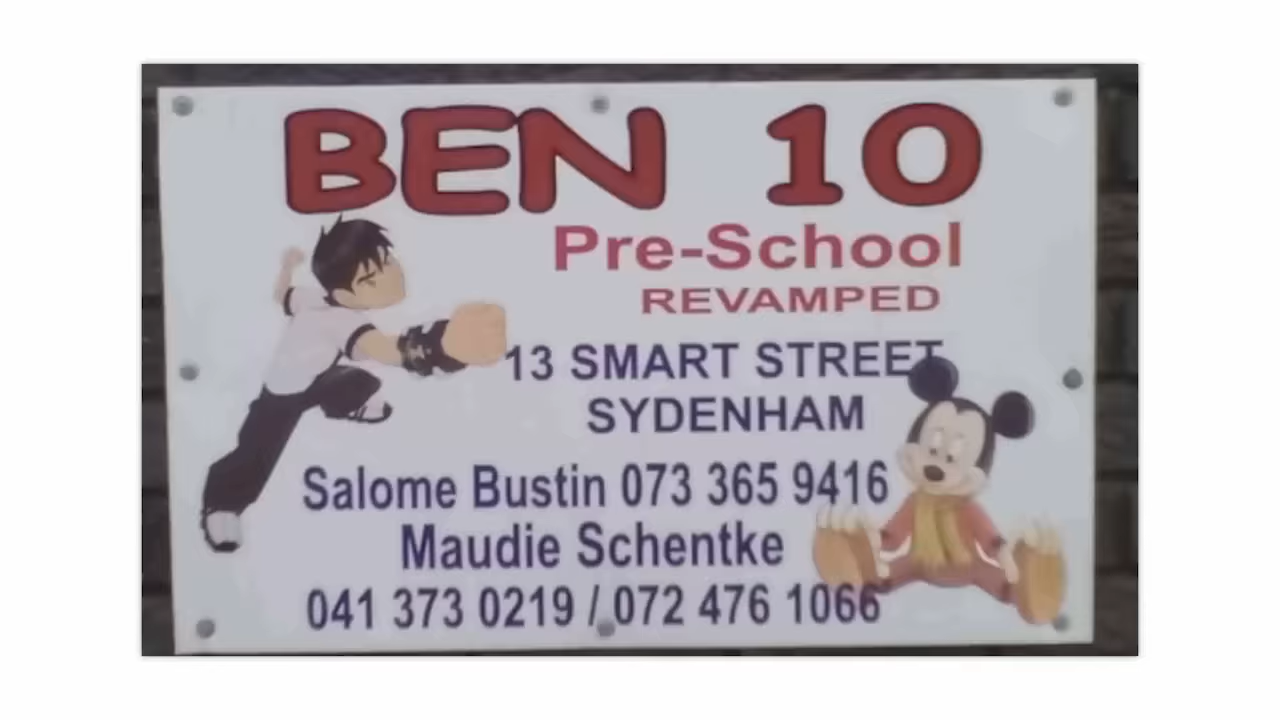 BEN 10
Pre-School
REVAMPED
13 SMART STREET
SYDENHAM
Salome Bustin 073 365 9416
Maudie Schentke
041 373 0219 / 072 476 1066